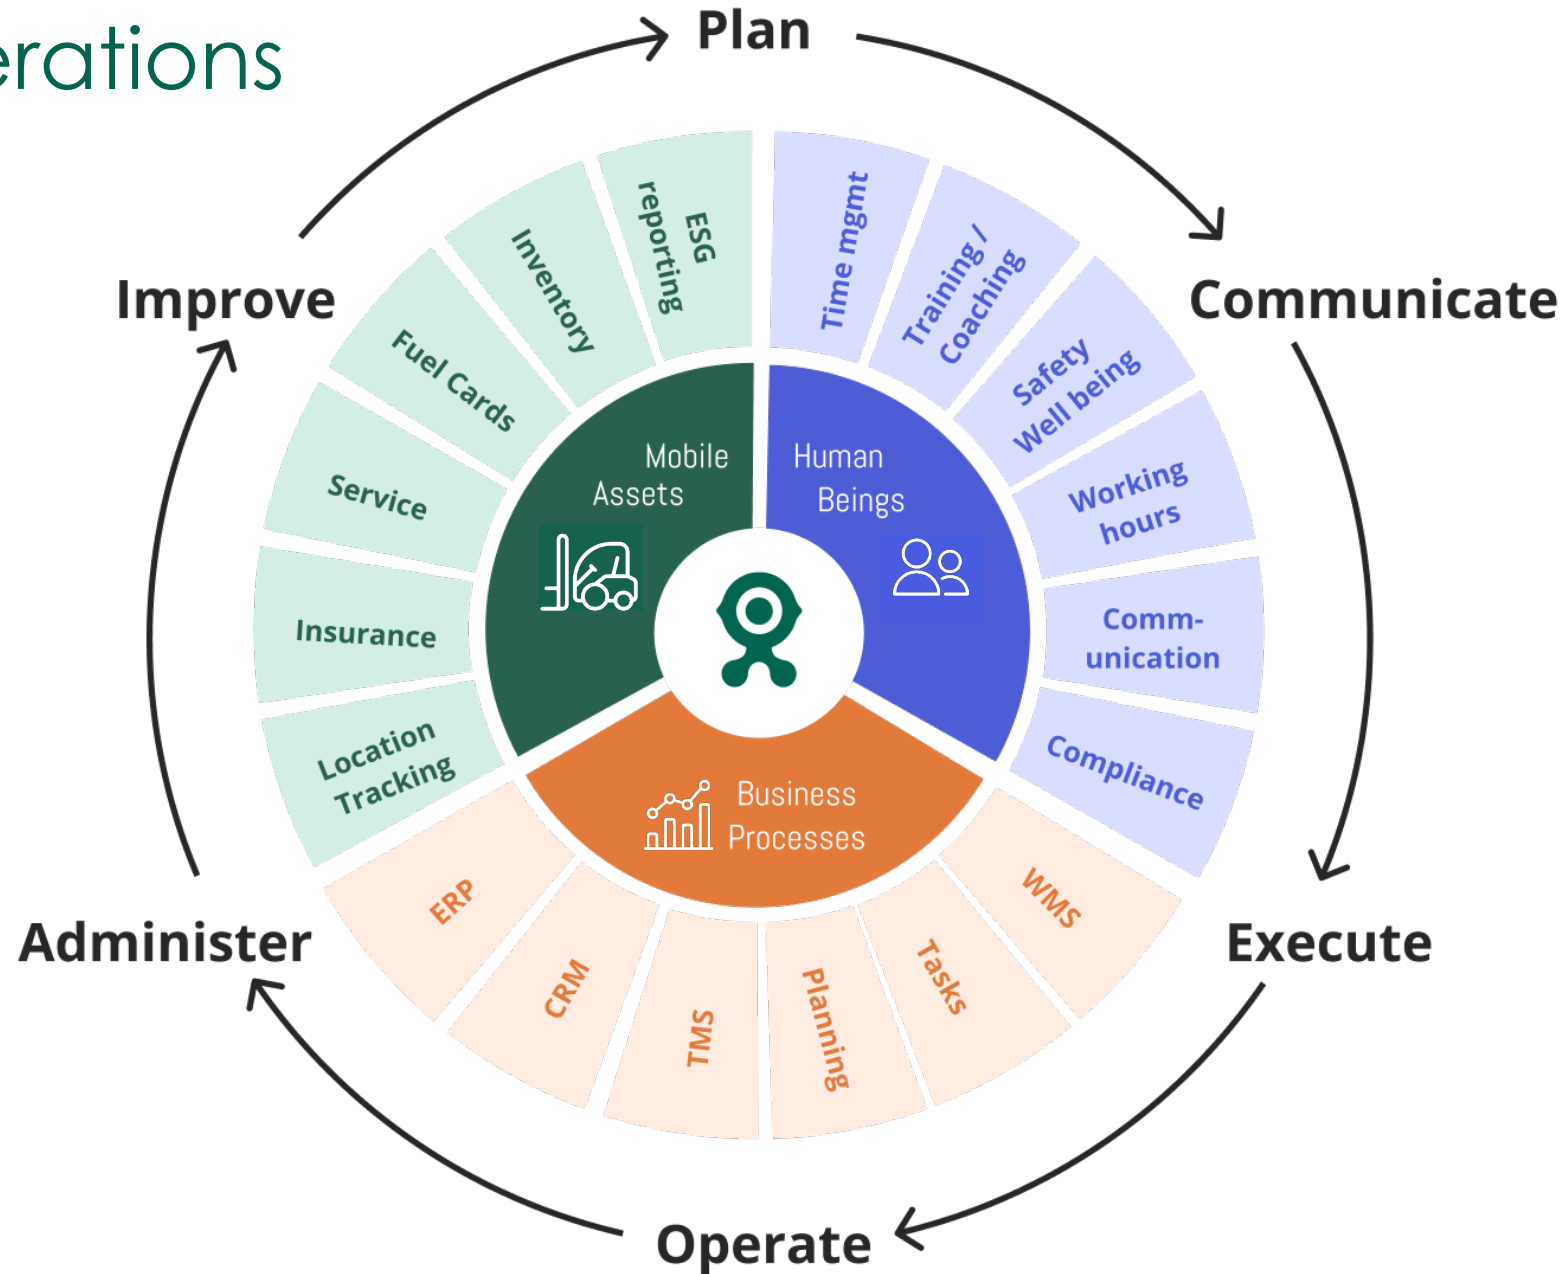 erations
Plan
Communicate
Execute
Operate
Administer
Improve
Time mgmt
Training /
Coaching
Safety
Well being
Working
hours
Comm-
unication
Compliance
WMS
Tasks
Planning
TMS
CRM
ERP
Location
Tracking
Insurance
Service
Fuel Cards
Inventory
ESG
reporting
Mobile
Assets
Human
Beings
Business
Processes